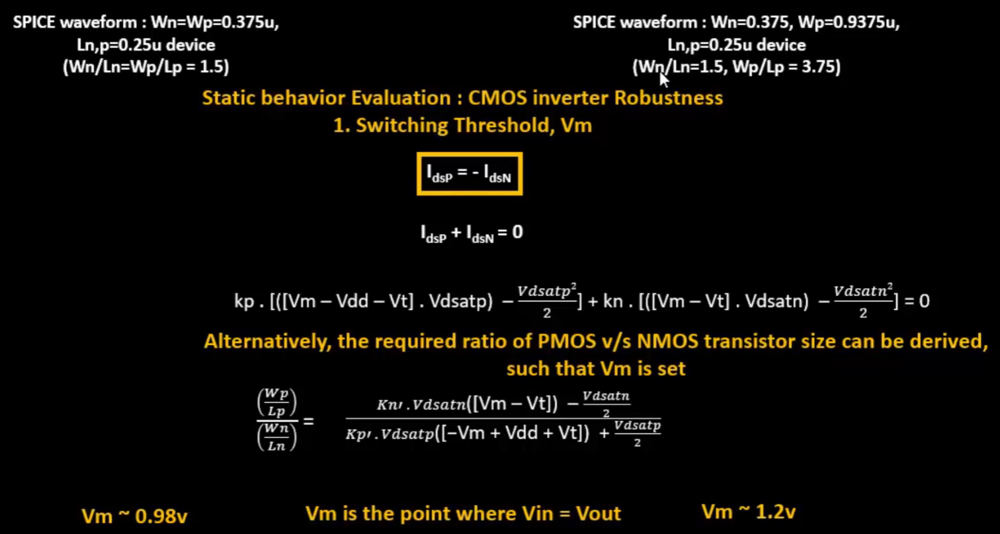 SPICE waveform : Wn=Wp=0.375u,
Ln,p=0.25u device
(Wn/Ln=Wp/Lp = 1.5)
SPICE waveform : Wn=0.375, Wp=0.9375u,
Ln,p=0.25u device
(Wn/Ln=1.5, Wp/Lp = 3.75)
Static behavior Evaluation : CMOS inverter Robustness
1. Switching Threshold, Vm
I_dsP = - I_dsN
I_dsP + I_dsN = 0
kp . [([Vm – Vdd – Vt] . Vdsatp) – Vdsatp²/2] + kn . [([Vm – Vt] . Vdsatn) – Vdsatn²/2] = 0
Alternatively, the required ratio of PMOS v/s NMOS transistor size can be derived,
such that Vm is set
(Wp/Lp)/(Wn/Ln) = Kn′.Vdsatn([Vm – Vt]) – Vdsatn/2 / Kp′.Vdsatp([-Vm + Vdd + Vt]) + Vdsatp/2
Vm ~ 0.98v
Vm is the point where Vin = Vout
Vm ~ 1.2v